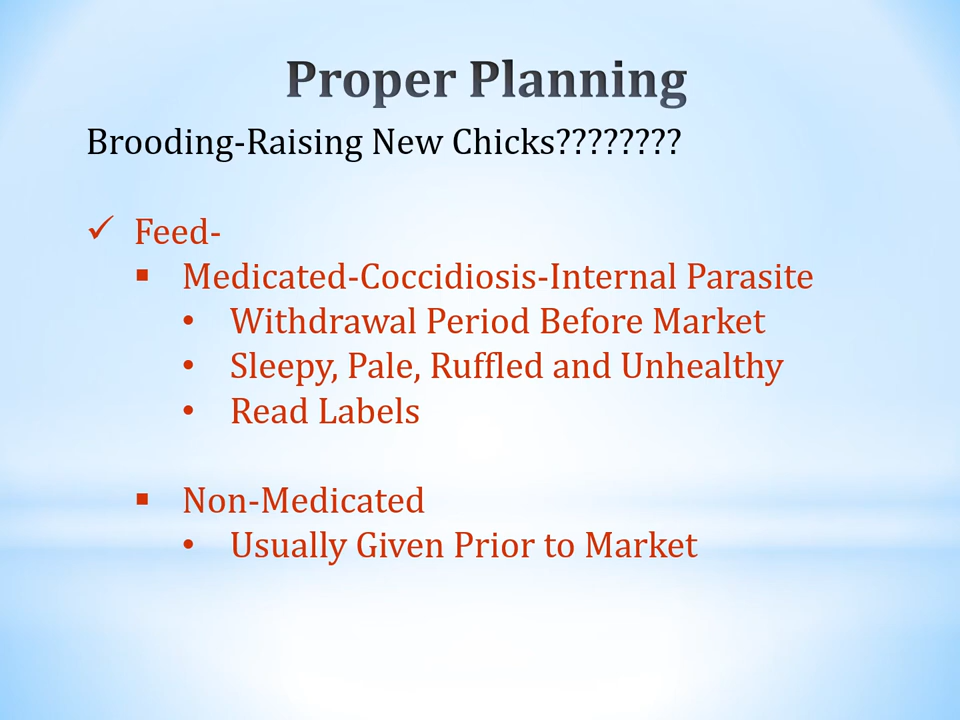 Proper Planning
Brooding-Raising New Chicks????????
✓ Feed-
▪ Medicated-Coccidiosis-Internal Parasite
• Withdrawal Period Before Market
• Sleepy, Pale, Ruffled and Unhealthy
• Read Labels
▪ Non-Medicated
• Usually Given Prior to Market